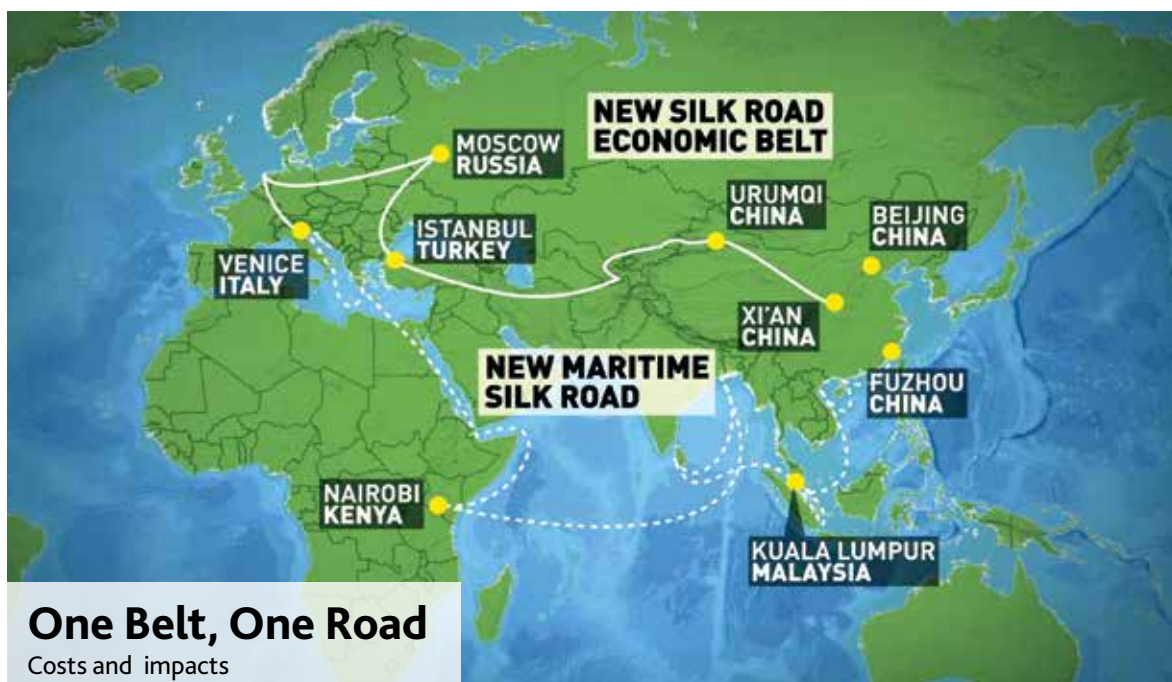 NEW SILK ROAD
ECONOMIC BELT
MOSCOW
RUSSIA
URUMQI
CHINA
BEIJING
CHINA
ISTANBUL
TURKEY
VENICE
ITALY
XI'AN
CHINA
NEW MARITIME
SILK ROAD
FUZHOU
CHINA
NAIROBI
KENYA
KUALA LUMPUR
MALAYSIA
One Belt, One Road
Costs and impacts